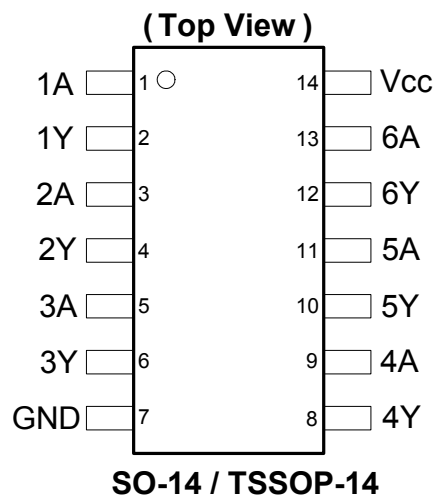 ( Top View )
1A 1 14 Vcc
1Y 2 13 6A
2A 3 12 6Y
2Y 4 11 5A
3A 5 10 5Y
3Y 6 9 4A
GND 7 8 4Y
SO-14 / TSSOP-14